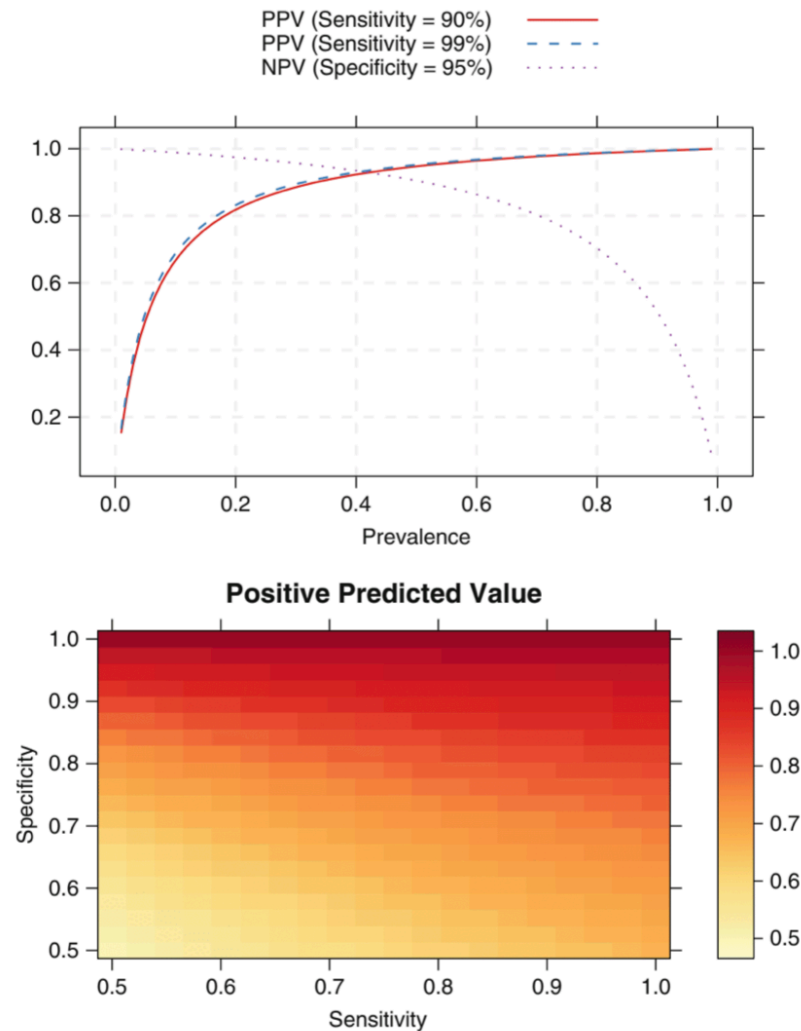 PPV (Sensitivity = 90%)
PPV (Sensitivity = 99%)
NPV (Specificity = 95%)
1.0
0.8
0.6
0.4
0.2
0.0 0.2 0.4 0.6 0.8 1.0
Prevalence
Positive Predicted Value
Specificity
1.0
0.9
0.8
0.7
0.6
0.5
0.5 0.6 0.7 0.8 0.9 1.0
Sensitivity
1.0
0.9
0.8
0.7
0.6
0.5